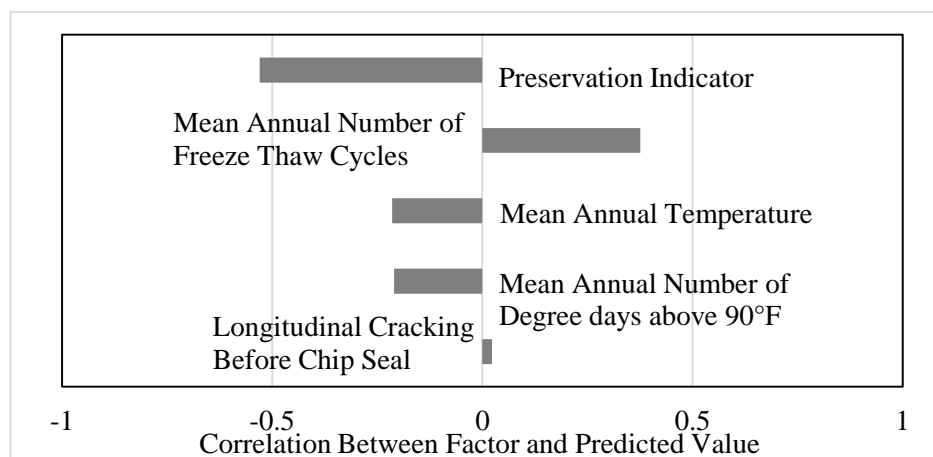 Preservation Indicator
Mean Annual Number of
Freeze Thaw Cycles
Mean Annual Temperature
Mean Annual Number of
Degree days above 90°F
Longitudinal Cracking
Before Chip Seal
-1 -0.5 0 0.5 1
Correlation Between Factor and Predicted Value